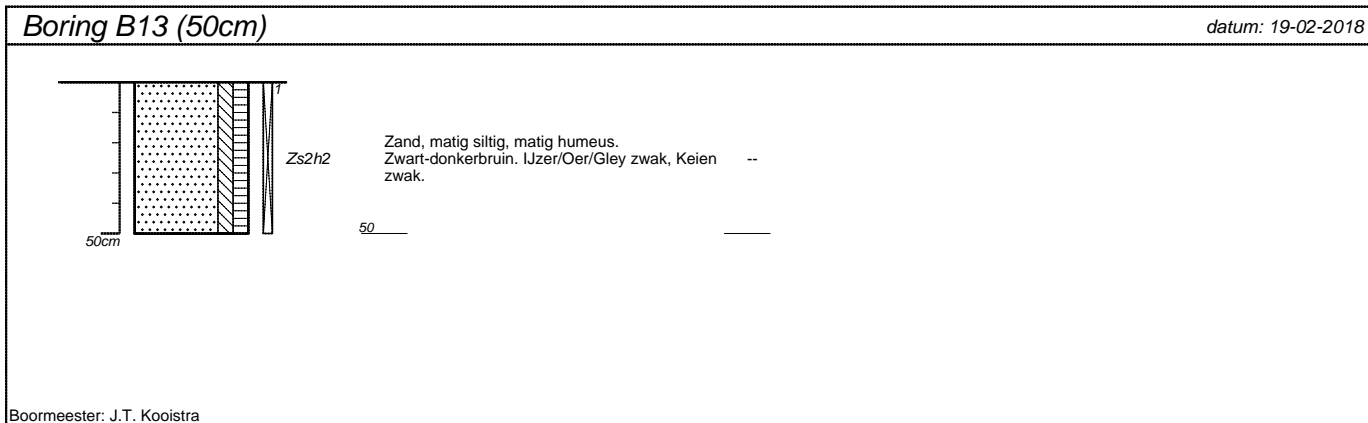 Boring B13 (50cm)
datum: 19-02-2018
1
Zs2h2
Zand, matig siltig, matig humeus.
Zwart-donkerbruin. IJzer/Oer/Gley zwak, Keien
zwak.
--
50cm
50
Boormeester: J.T. Kooistra